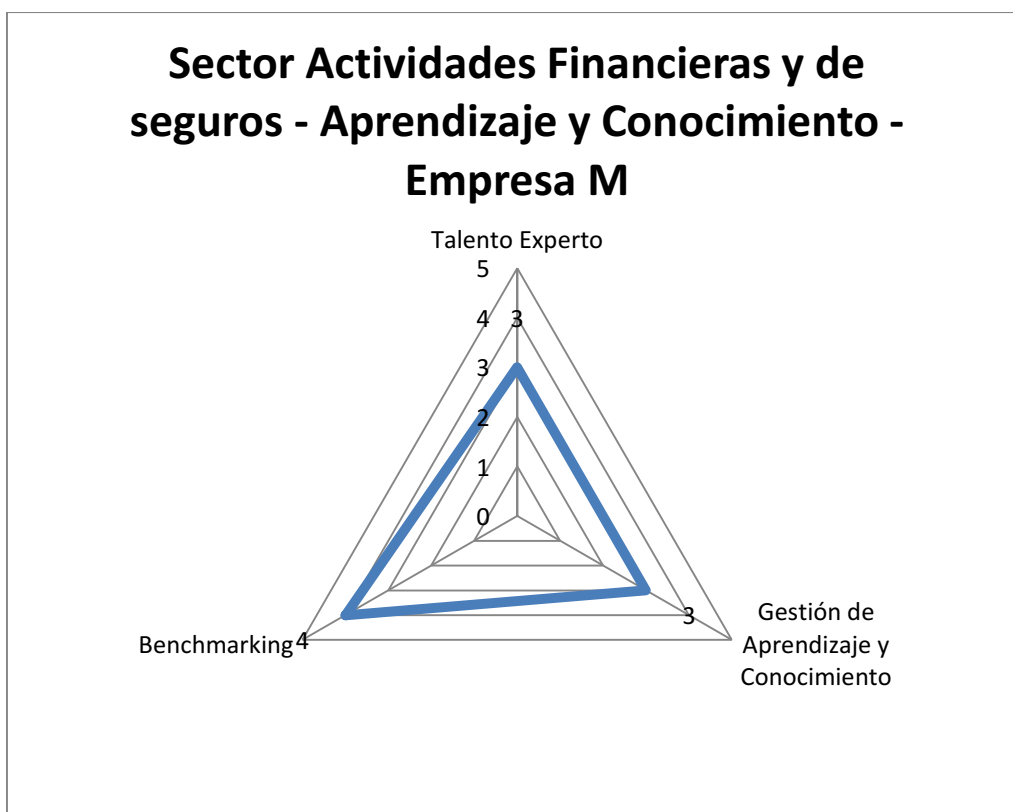 Sector Actividades Financieras y de
seguros - Aprendizaje y Conocimiento -
Empresa M
Talento Experto
5
4
3
3
2
1
0
3
Gestión de
Aprendizaje y
Conocimiento
Benchmarking
4